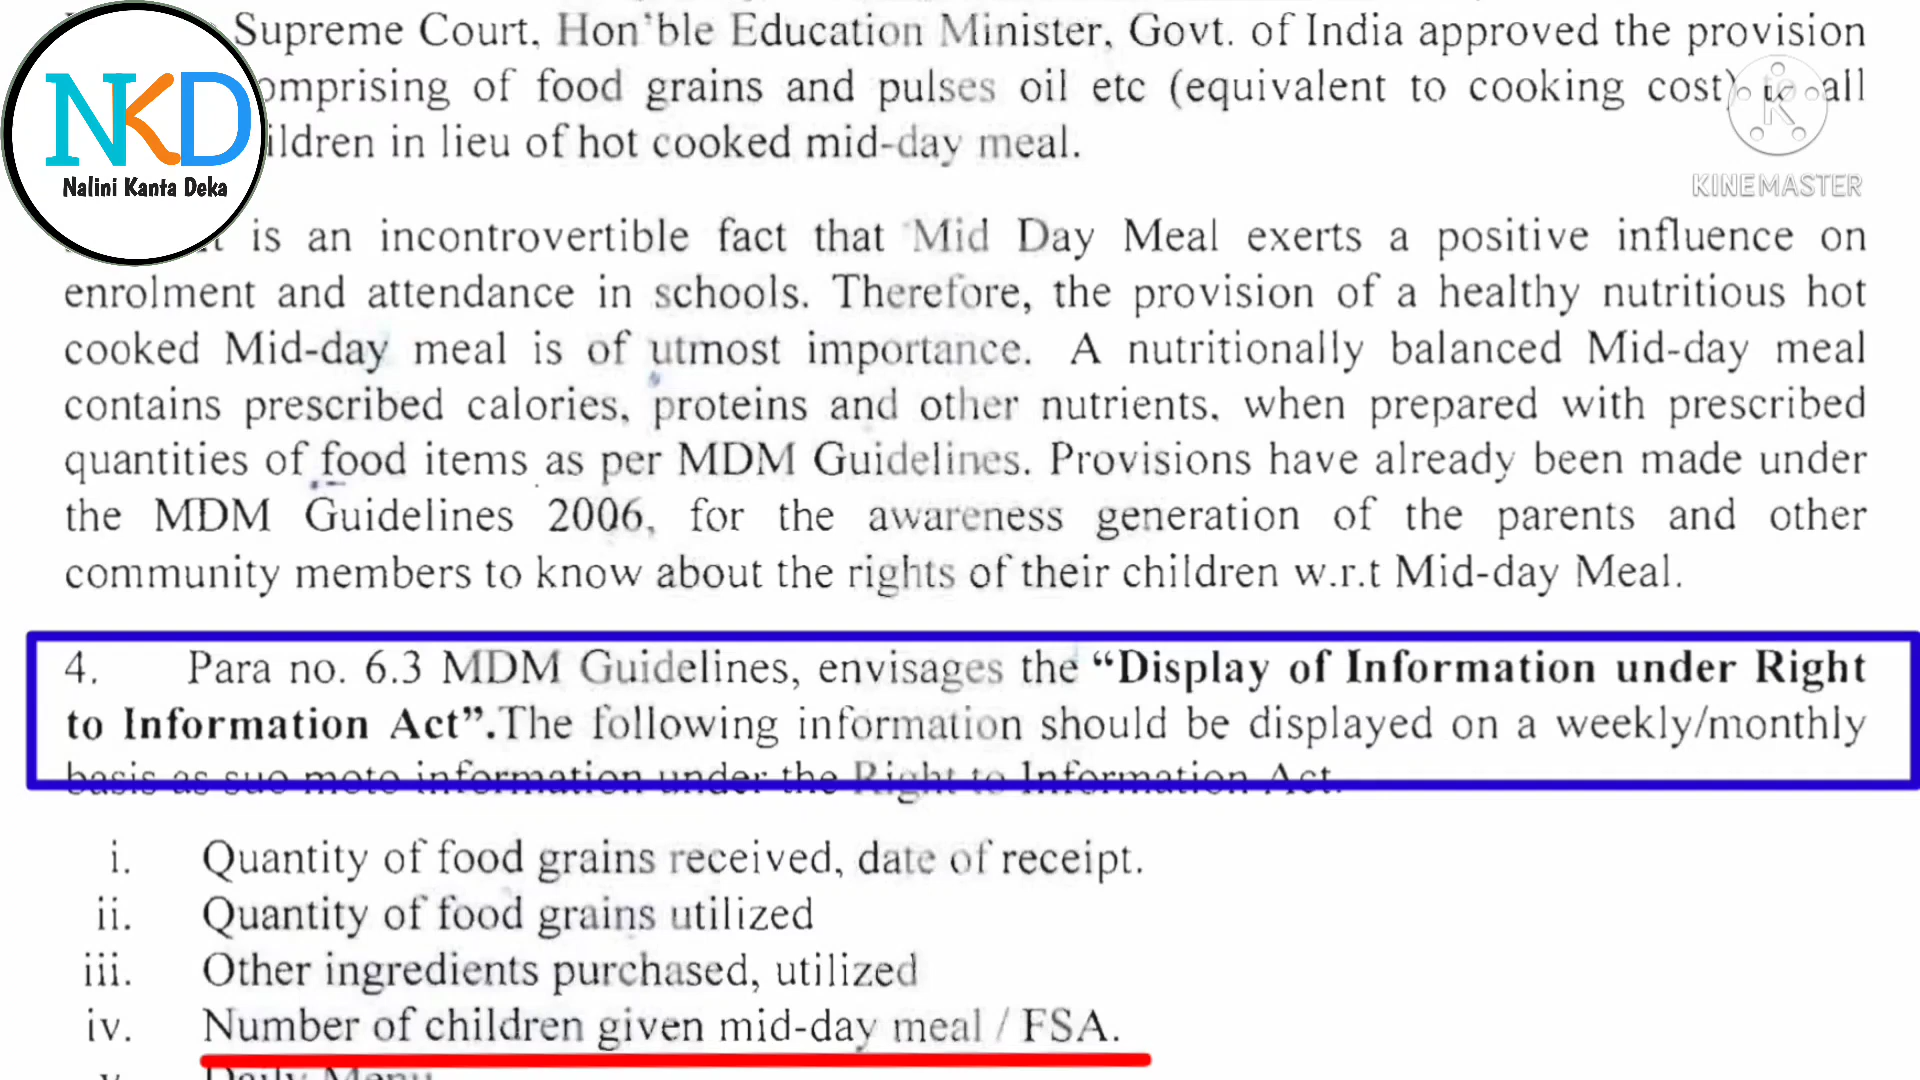 Supreme Court, Hon'ble Education Minister, Govt. of India approved the provision
omprising of food grains and pulses oil etc (equivalent to cooking cost) to all
ildren in lieu of hot cooked mid-day meal.
NKD
Nalini Kanta Deka
K
KINEMASTER
is an incontrovertible fact that Mid Day Meal exerts a positive influence on
enrolment and attendance in schools. Therefore, the provision of a healthy nutritious hot
cooked Mid-day meal is of utmost importance. A nutritionally balanced Mid-day meal
contains prescribed calories, proteins and other nutrients, when prepared with prescribed
quantities of food items as per MDM Guidelines. Provisions have already been made under
the MDM Guidelines 2006, for the awareness generation of the parents and other
community members to know about the rights of their children w.r.t Mid-day Meal.
4. Para no. 6.3 MDM Guidelines, envisages the “Display of Information under Right
to Information Act”.The following information should be displayed on a weekly/monthly
basis as suo moto information under the Right to Information Act.
i. Quantity of food grains received, date of receipt.
ii. Quantity of food grains utilized
iii. Other ingredients purchased, utilized
iv. Number of children given mid-day meal / FSA.
v. Daily Menu